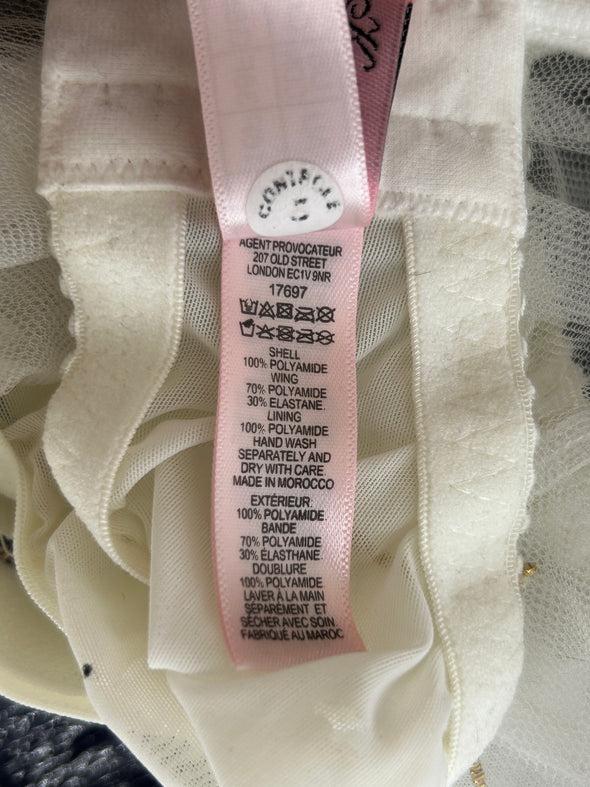 CONTROLE
AGENT PROVOCATEUR
207 OLD STREET
LONDON EC1V 9NR
17697
SHELL
100% POLYAMIDE
WING
70% POLYAMIDE
30% ELASTANE
LINING
100% POLYAMIDE
HAND WASH
SEPARATELY AND
DRY WITH CARE
MADE IN MOROCCO
EXTÉRIEUR
100% POLYAMIDE
BANDE
70% POLYAMIDE
30% ÉLASTHANE
DOUBLURE
100% POLYAMIDE
LAVER À LA MAIN
SÉPARÉMENT ET
SÉCHER AVEC SOIN
FABRIQUÉ AU MAROC